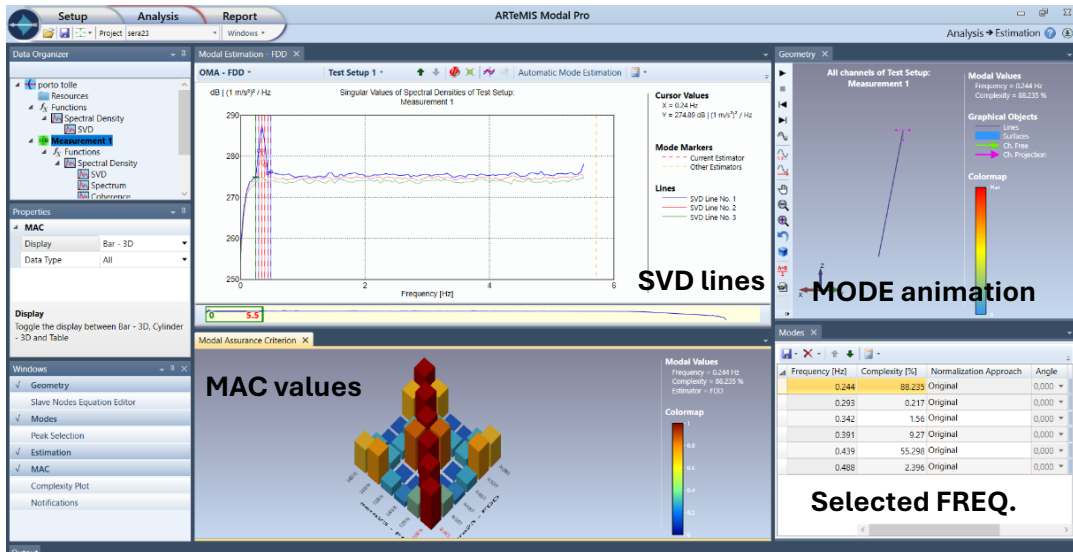 Setup Analysis Report
ARTeMIS Modal Pro
Project sera23 Windows
Analysis Estimation
Data Organizer
porto tolle
Resources
Functions
Spectral Density
SVD
Measurement 1
Functions
Spectral Density
SVD
Spectrum
Coherence
Properties
MAC
Display Bar - 3D
Data Type All
Display
Toggle the display between Bar - 3D, Cylinder
- 3D and Table
Windows
√ Geometry
Slave Nodes Equation Editor
√ Modes
Peak Selection
√ Estimation
√ MAC
Complexity Plot
Notifications
Output
Modal Estimation - FDD
OMA - FDD Test Setup 1 Automatic Mode Estimation
dB | (1 m/s²)² / Hz
Singular Values of Spectral Densities of Test Setup:
Measurement 1
290
280
270
260
250
0 2 4 6
Frequency [Hz]
Cursor Values
X = 0.24 Hz
Y = 274.89 dB | (1 m/s²)² / Hz
Mode Markers
Current Estimator
Other Estimators
Lines
SVD Line No. 1
SVD Line No. 2
SVD Line No. 3
SVD lines
0 5.5
Modal Assurance Criterion
MAC values
Modal Values
Frequency = 0.244 Hz
Complexity = 88.235 %
Estimator = FDD
Colormap
1
0.8
0.6
0.4
0.2
0
Geometry
All channels of Test Setup:
Measurement 1
Modal Values
Frequency = 0.244 Hz
Complexity = 88.235 %
Graphical Objects
Lines
Surfaces
Ch. Free
Ch. Projection
Colormap
Max
Z
X
MODE animation
Modes
Frequency [Hz] Complexity [%] Normalization Approach Angle
0.244 88.235 Original 0,000
0.293 0.217 Original 0,000
0.342 1.56 Original 0,000
0.391 9.27 Original 0,000
0.439 55.298 Original 0,000
0.488 2.396 Original 0,000
Selected FREQ.